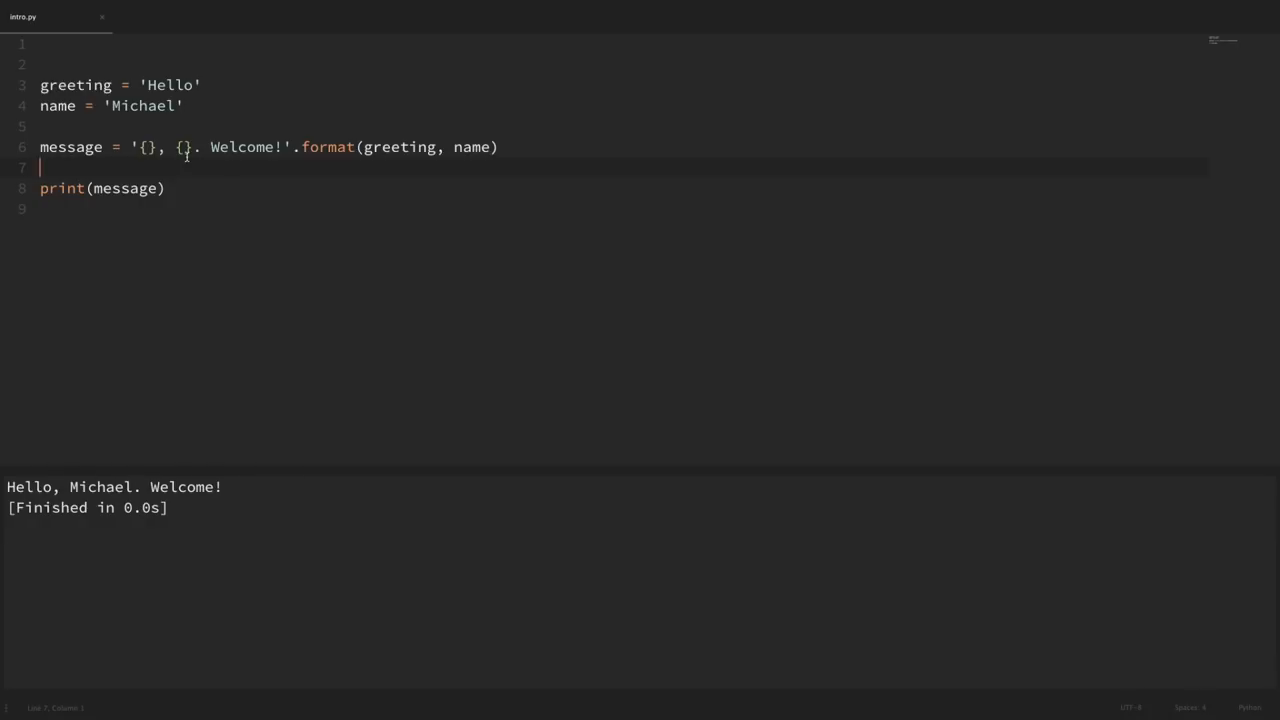 intro.py ×
1
2
3 greeting = 'Hello'
4 name = 'Michael'
5
6 message = '{}, {}. Welcome!'.format(greeting, name)
7
8 print(message)
9
Hello, Michael. Welcome!
[Finished in 0.0s]
Line 7, Column 1 UTF-8 Spaces: 4 Python